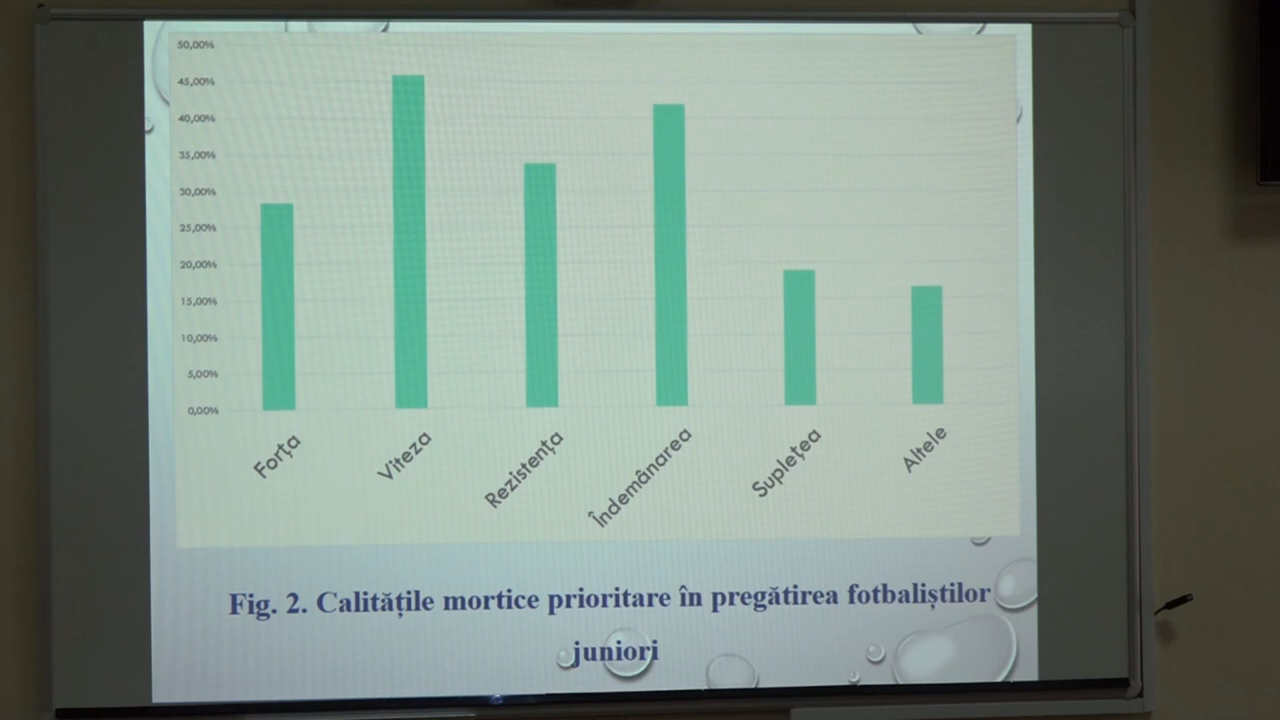 50,00%
45,00%
40,00%
35,00%
30,00%
25,00%
20,00%
15,00%
10,00%
5,00%
0,00%
Forța
Viteza
Rezistența
Îndemânarea
Suplețea
Altele
Fig. 2. Calitățile mortice prioritare în pregătirea fotbaliștilor
juniori